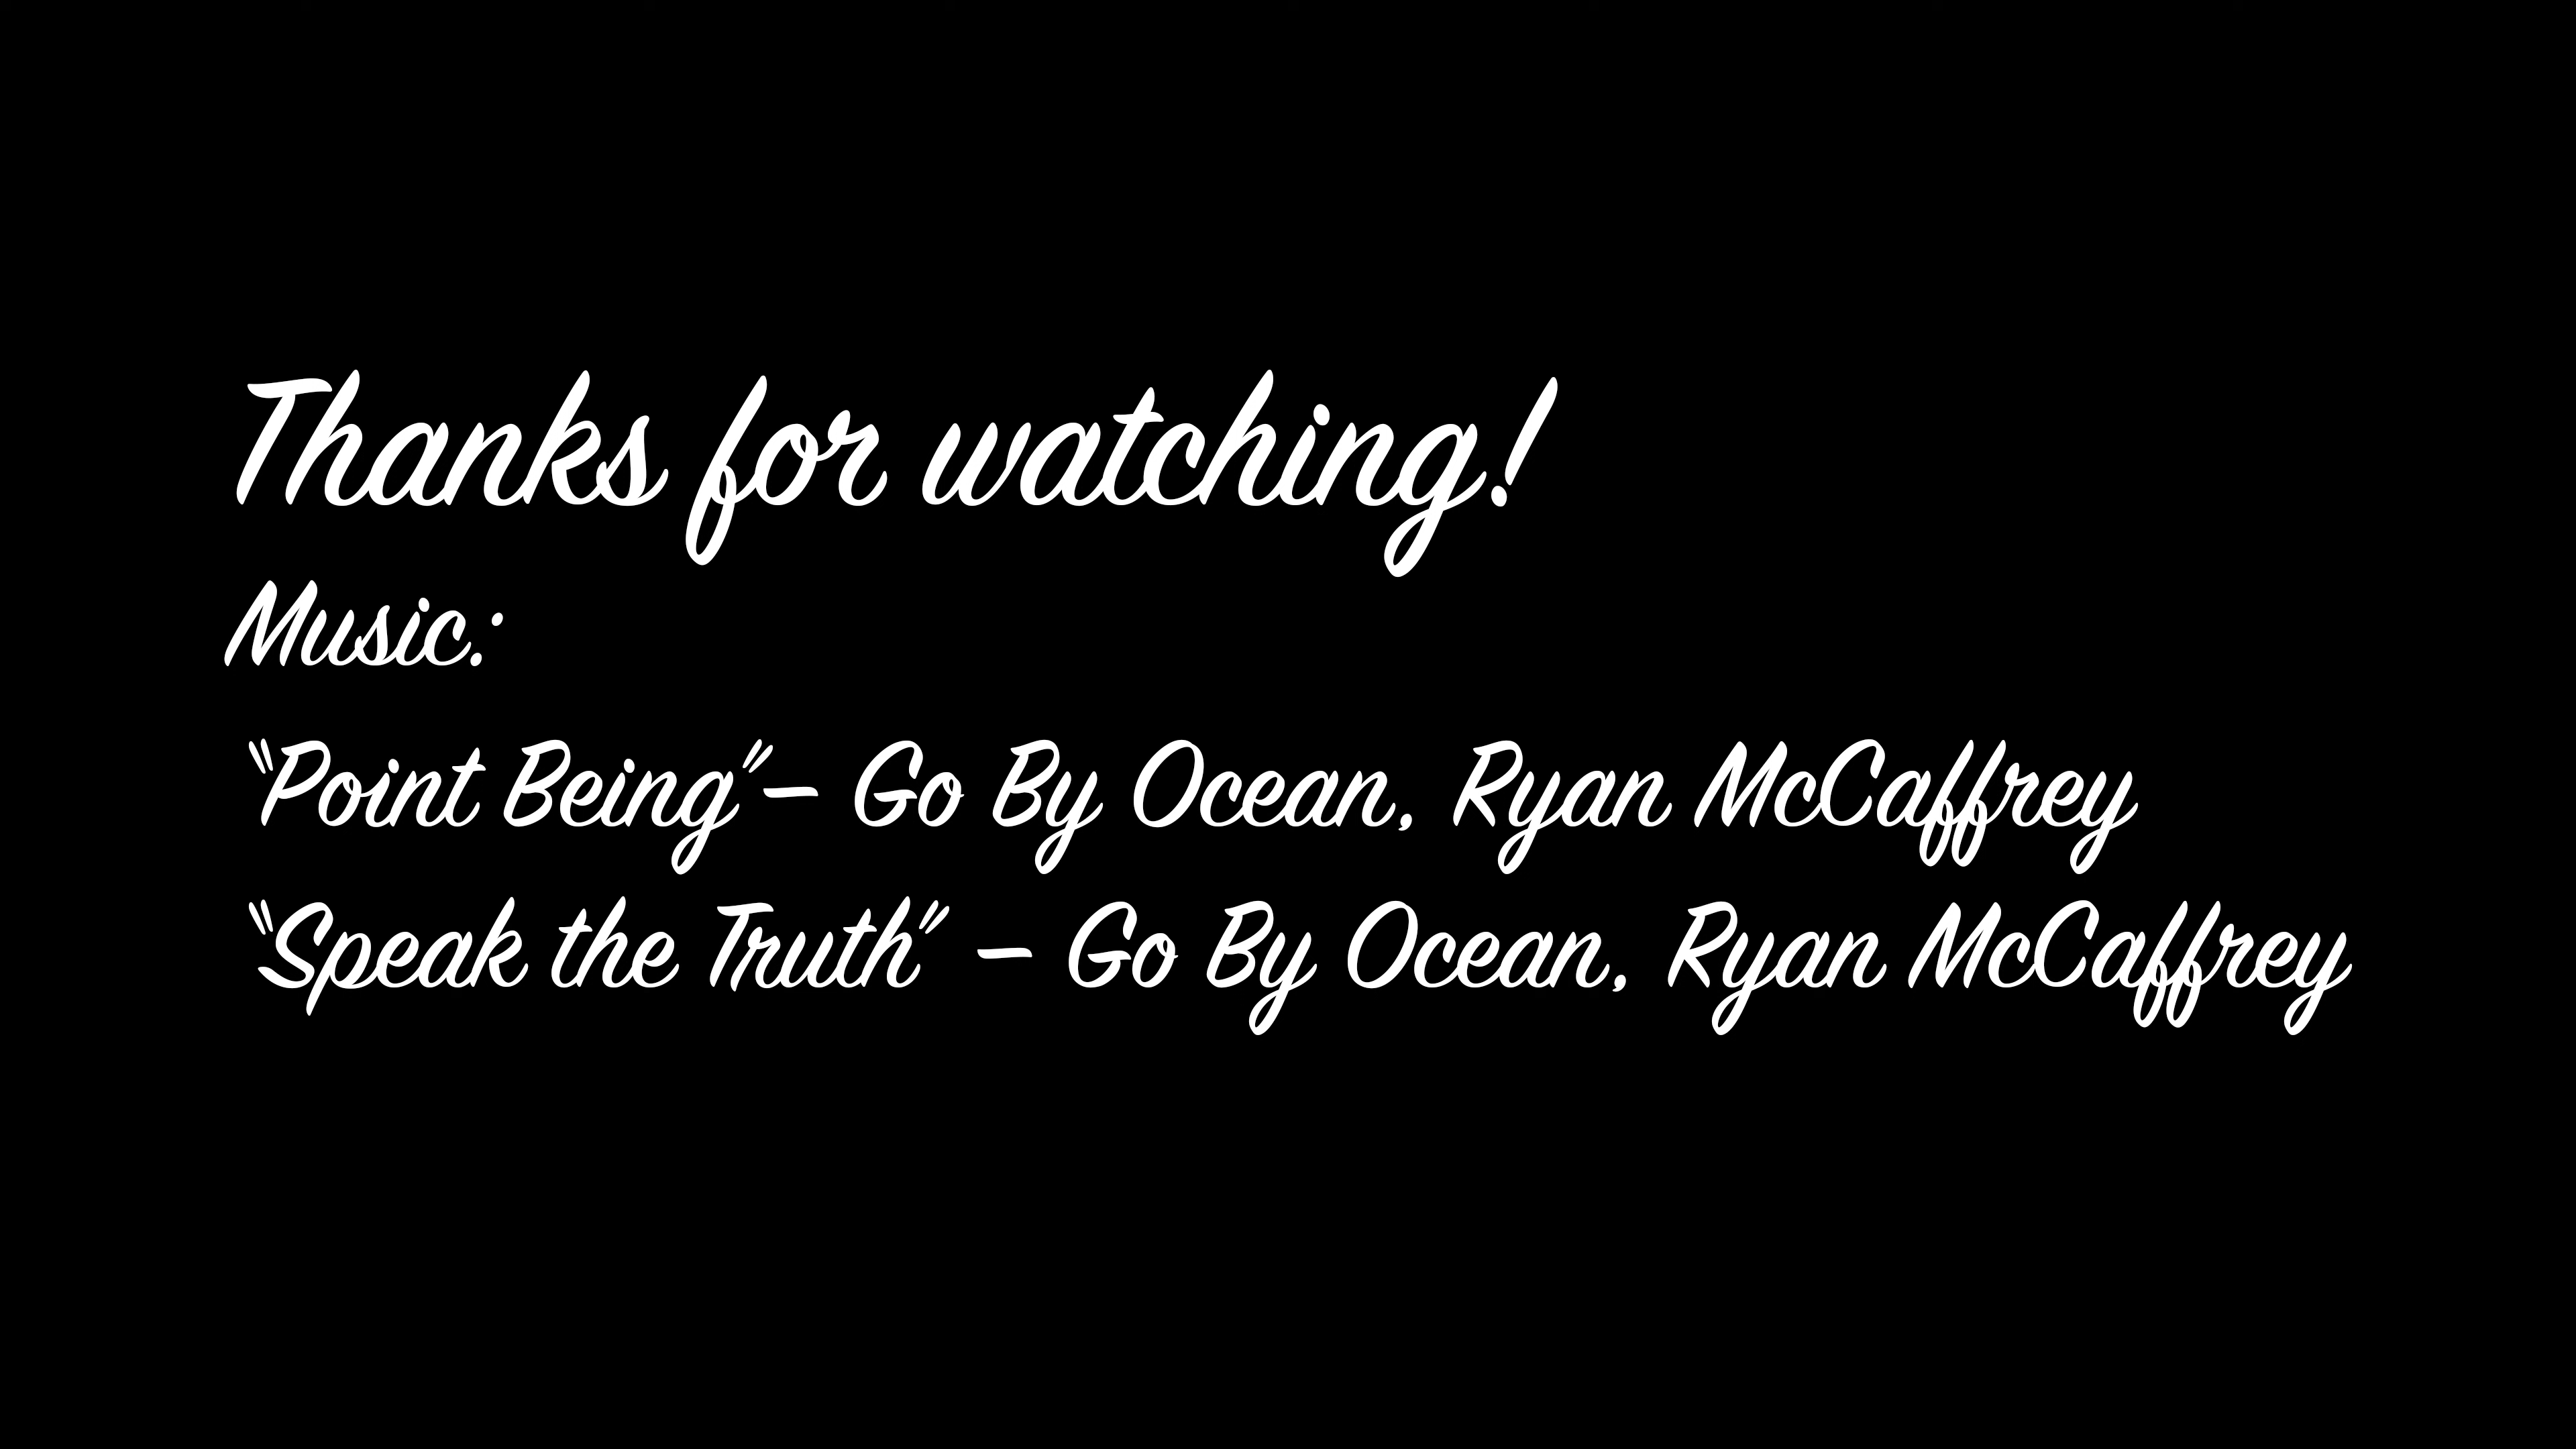 Thanks for watching!
Music:
"Point Being"– Go By Ocean, Ryan McCaffrey
"Speak the Truth" – Go By Ocean, Ryan McCaffrey